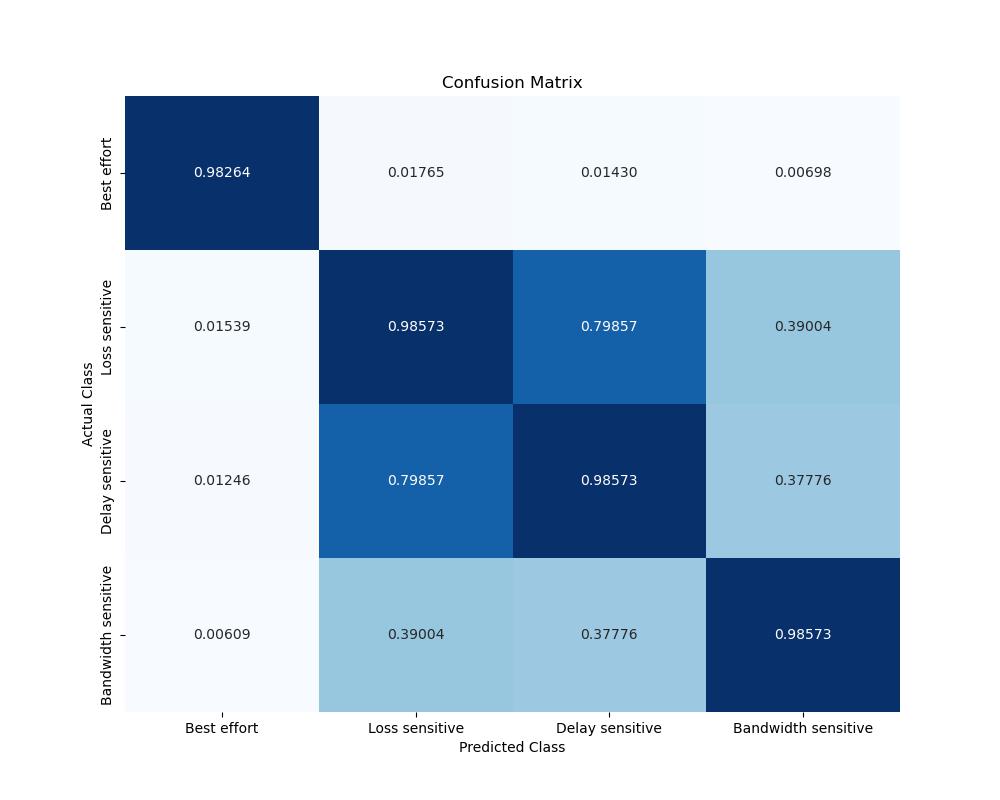 Confusion Matrix
Best effort
0.98264 0.01765 0.01430 0.00698
Loss sensitive
0.01539 0.98573 0.79857 0.39004
Actual Class
Delay sensitive
0.01246 0.79857 0.98573 0.37776
Bandwidth sensitive
0.00609 0.39004 0.37776 0.98573
Best effort Loss sensitive Delay sensitive Bandwidth sensitive
Predicted Class